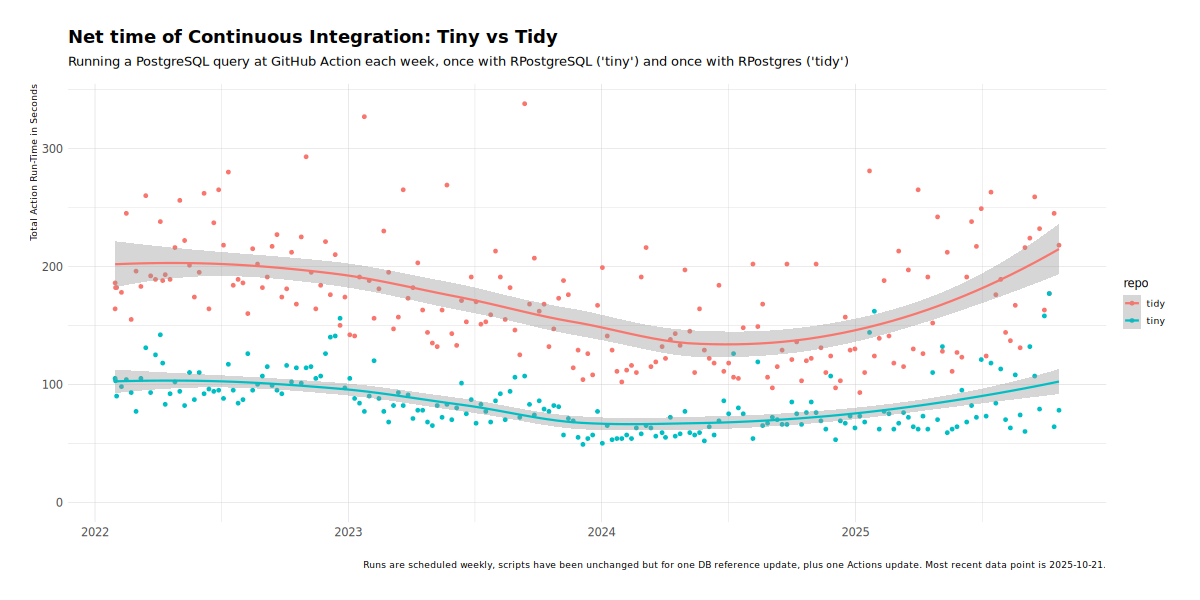 Net time of Continuous Integration: Tiny vs Tidy
Running a PostgreSQL query at GitHub Action each week, once with RPostgreSQL ('tiny') and once with RPostgres ('tidy')
Total Action Run-Time in Seconds
300
200
100
0
2022
2023
2024
2025
repo
tidy
tiny
Runs are scheduled weekly, scripts have been unchanged but for one DB reference update, plus one Actions update. Most recent data point is 2025-10-21.